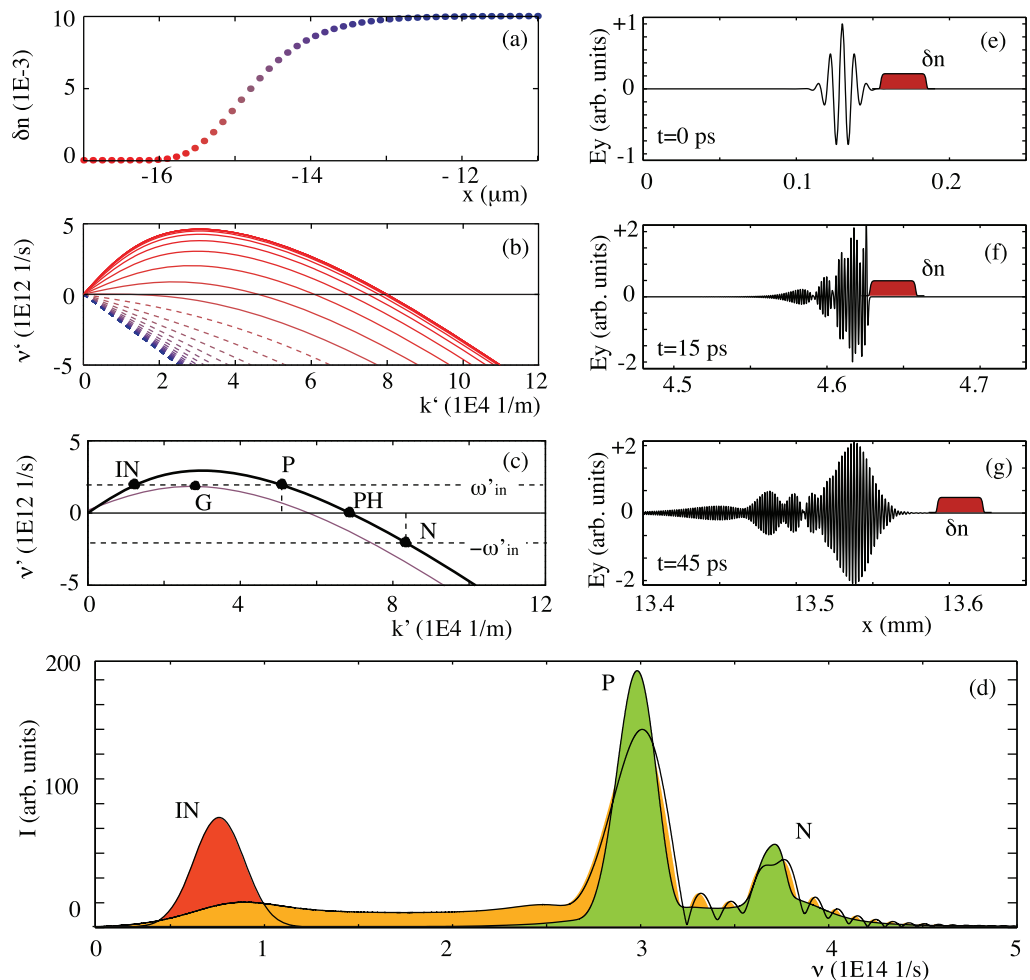 10
5
0
δn (1E-3)
(a)
-16
-14
-12
x (μm)
5
0
-5
ν‘ (1E12 1/s)
(b)
0
2
4
6
8
10
12
k‘ (1E4 1/m)
5
0
-5
ν’ (1E12 1/s)
(c)
IN
G
P
PH
N
ω’in
-ω’in
0
4
8
12
k’ (1E4 1/m)
+1
0
-1
Ey (arb. units)
(e)
δn
t=0 ps
0
0.1
0.2
+2
0
-2
Ey (arb. units)
(f)
δn
t=15 ps
4.5
4.6
4.7
+2
0
-2
Ey (arb. units)
(g)
δn
t=45 ps
13.4
13.5
13.6
x (mm)
200
100
0
I (arb. units)
(d)
IN
P
N
0
1
2
3
4
5
ν (1E14 1/s)